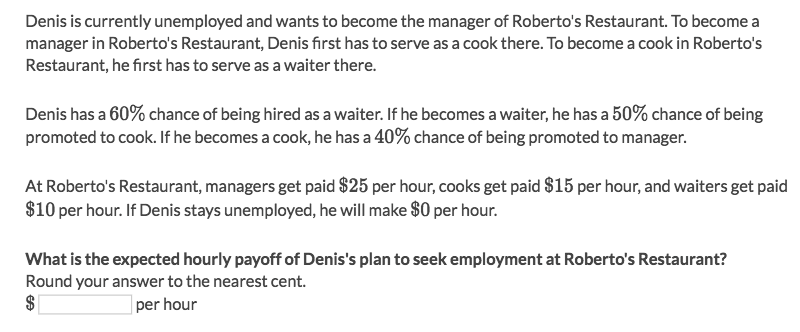 Denis is currently unemployed and wants to become the manager of Roberto's Restaurant. To become a
manager in Roberto's Restaurant, Denis first has to serve as a cook there. To become a cook in Roberto's
Restaurant, he first has to serve as a waiter there.
Denis has a 60% chance of being hired as a waiter. If he becomes a waiter, he has a 50% chance of being
promoted to cook. If he becomes a cook, he has a 40% chance of being promoted to manager.
At Roberto's Restaurant, managers get paid $25 per hour, cooks get paid $15 per hour, and waiters get paid
$10 per hour. If Denis stays unemployed, he will make $0 per hour.
What is the expected hourly payoff of Denis's plan to seek employment at Roberto's Restaurant?
Round your answer to the nearest cent.
$ per hour